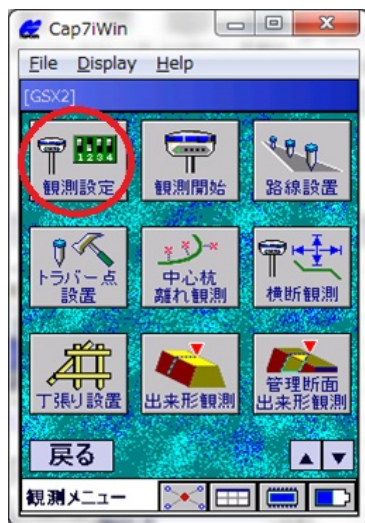 Cap7iWin
File Display Help
[GSX2]
1234
観測設定
観測開始
路線設置
トラバー点
設置
中心杭
離れ観測
横断観測
丁張り設置
出来形観測
管理断面
出来形観測
戻る
観測メニュー